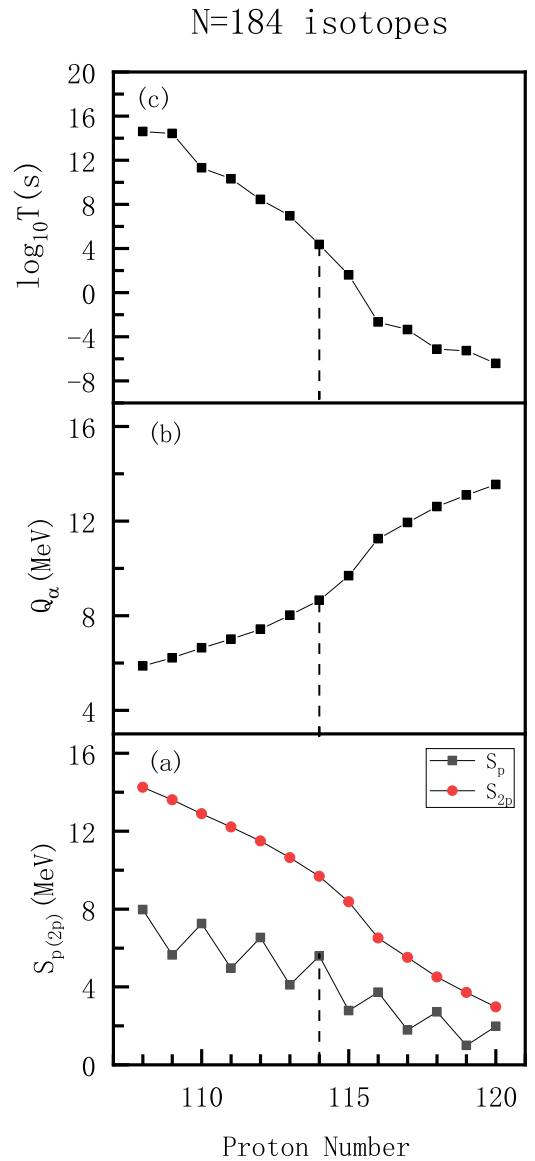 N=184 isotopes
(c)
20
16
12
8
4
0
−4
−8
log10T(s)
(b)
16
12
8
4
Qα(MeV)
(a)
Sp
S2p
16
12
8
4
0
Sp(2p)(MeV)
110 115 120
Proton Number